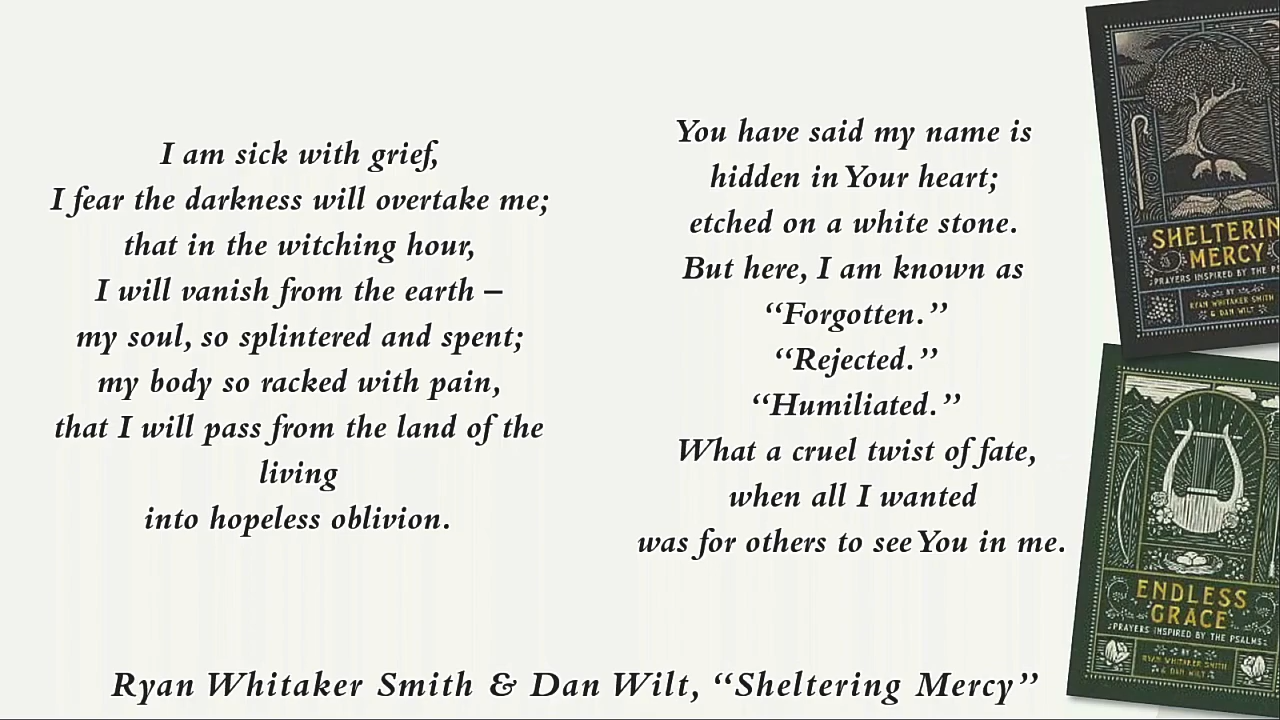 I am sick with grief,
I fear the darkness will overtake me;
that in the witching hour,
I will vanish from the earth –
my soul, so splintered and spent;
my body so racked with pain,
that I will pass from the land of the
living
into hopeless oblivion.
You have said my name is
hidden in Your heart;
etched on a white stone.
But here, I am known as
“Forgotten.”
“Rejected.”
“Humiliated.”
What a cruel twist of fate,
when all I wanted
was for others to see You in me.
Ryan Whitaker Smith & Dan Wilt, “Sheltering Mercy”
SHELTERIN
MERCY
PRAYERS INSPIRED BY THE P
BY
RYAN WHITAKER SMITH
& DAN WILT
ENDLESS
GRACE
PRAYERS INSPIRED BY THE PSALMS
BY
RYAN WHITAKER SMITH
& DAN WILT